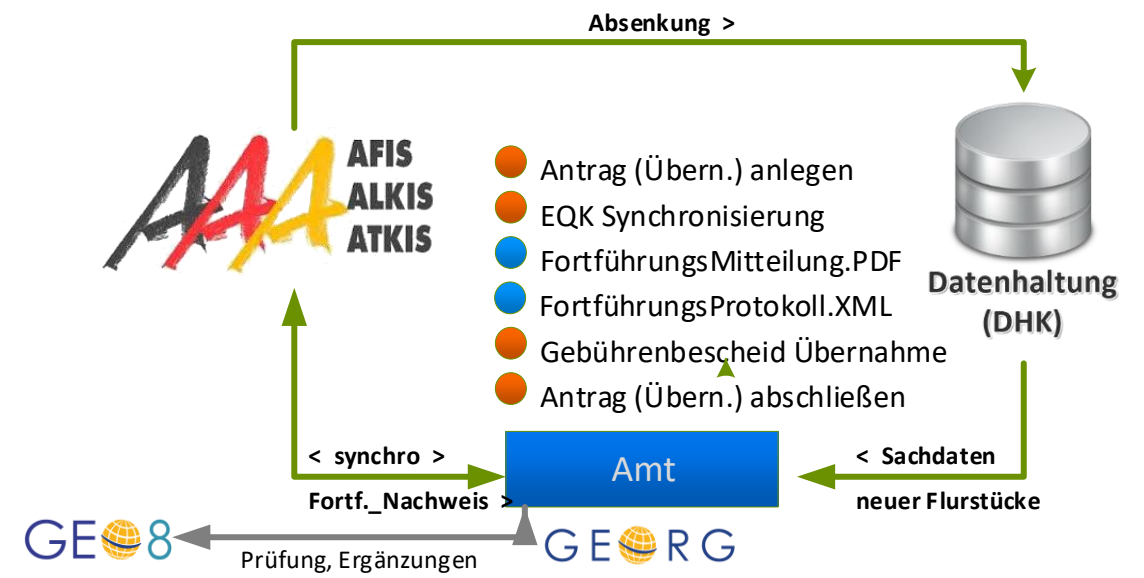 Absenkung >
AFIS
ALKIS
ATKIS
Antrag (Übern.) anlegen
EQK Synchronisierung
FortführungsMitteilung.PDF
FortführungsProtokoll.XML
Gebührenbescheid Übernahme
Antrag (Übern.) abschließen
Datenhaltung
(DHK)
< synchro >
Fortf._Nachweis >
Amt
< Sachdaten
neuer Flurstücke
GEO8
Prüfung, Ergänzungen
GEORG